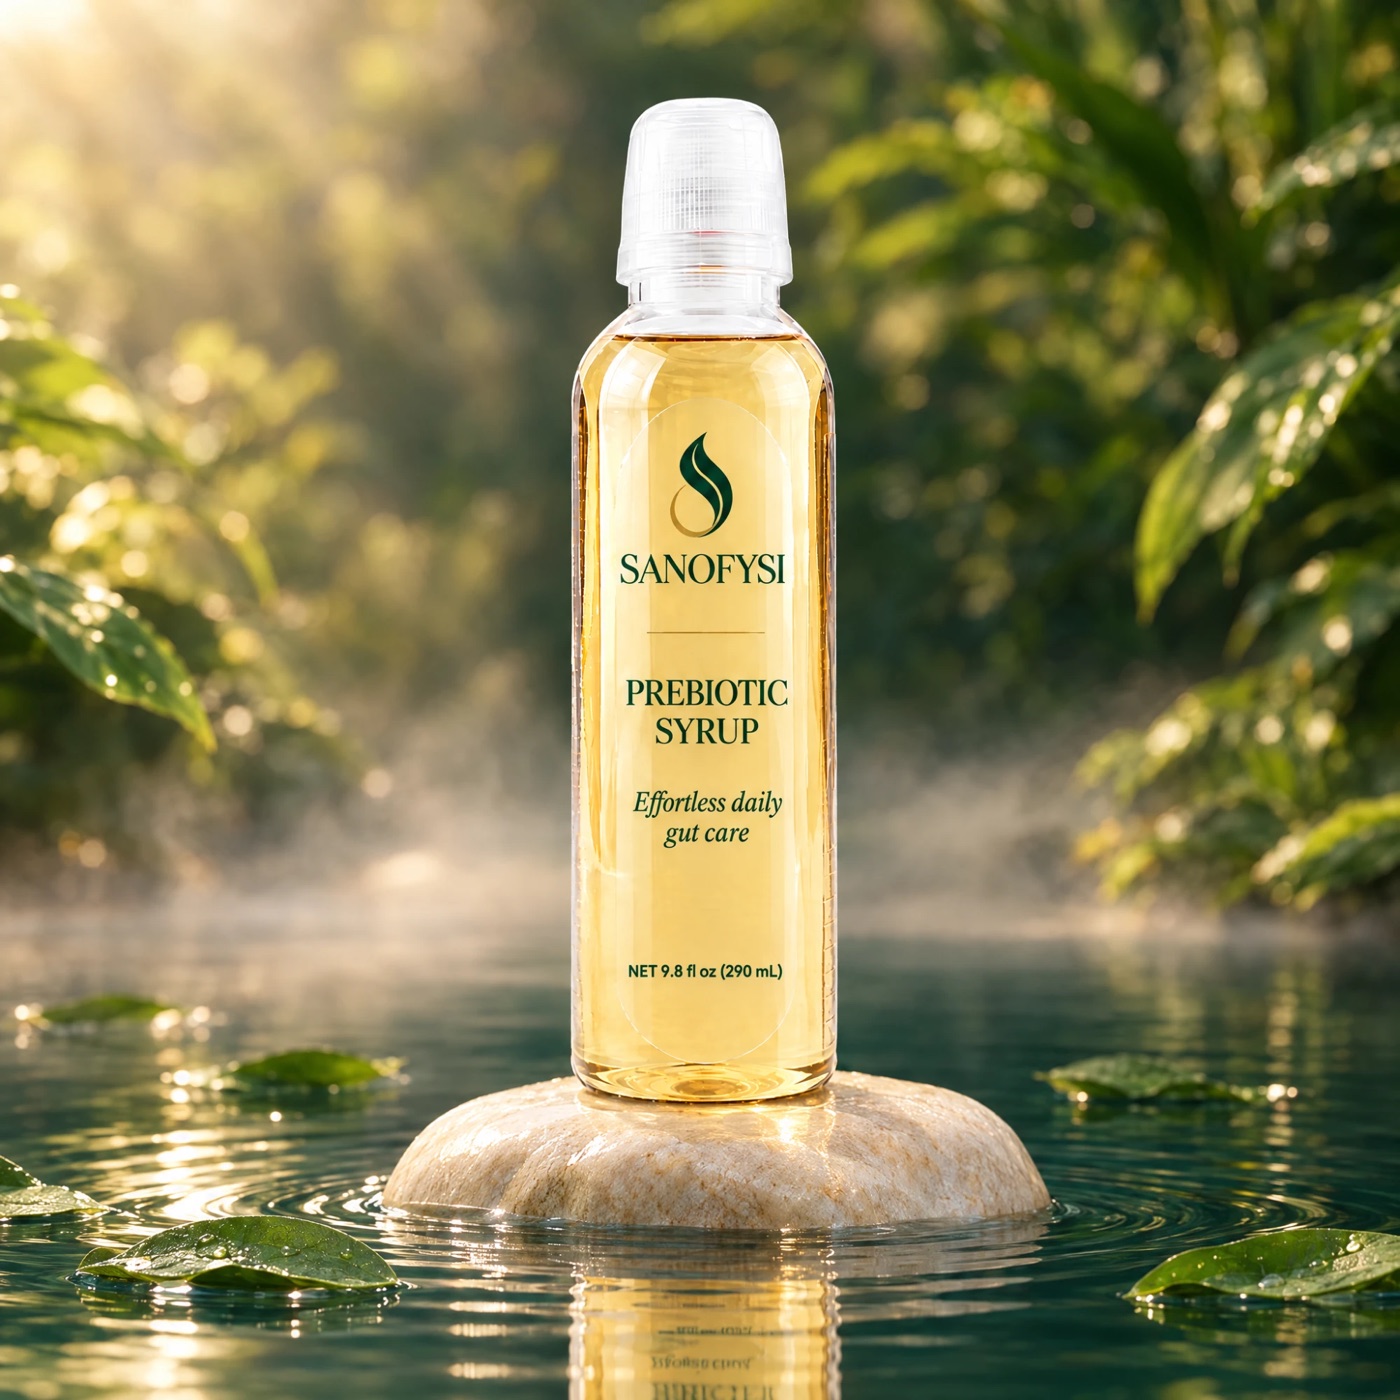 SANOFYSI
PREBIOTIC
SYRUP
Effortless daily
gut care
NET 9.8 fl oz (290 mL)